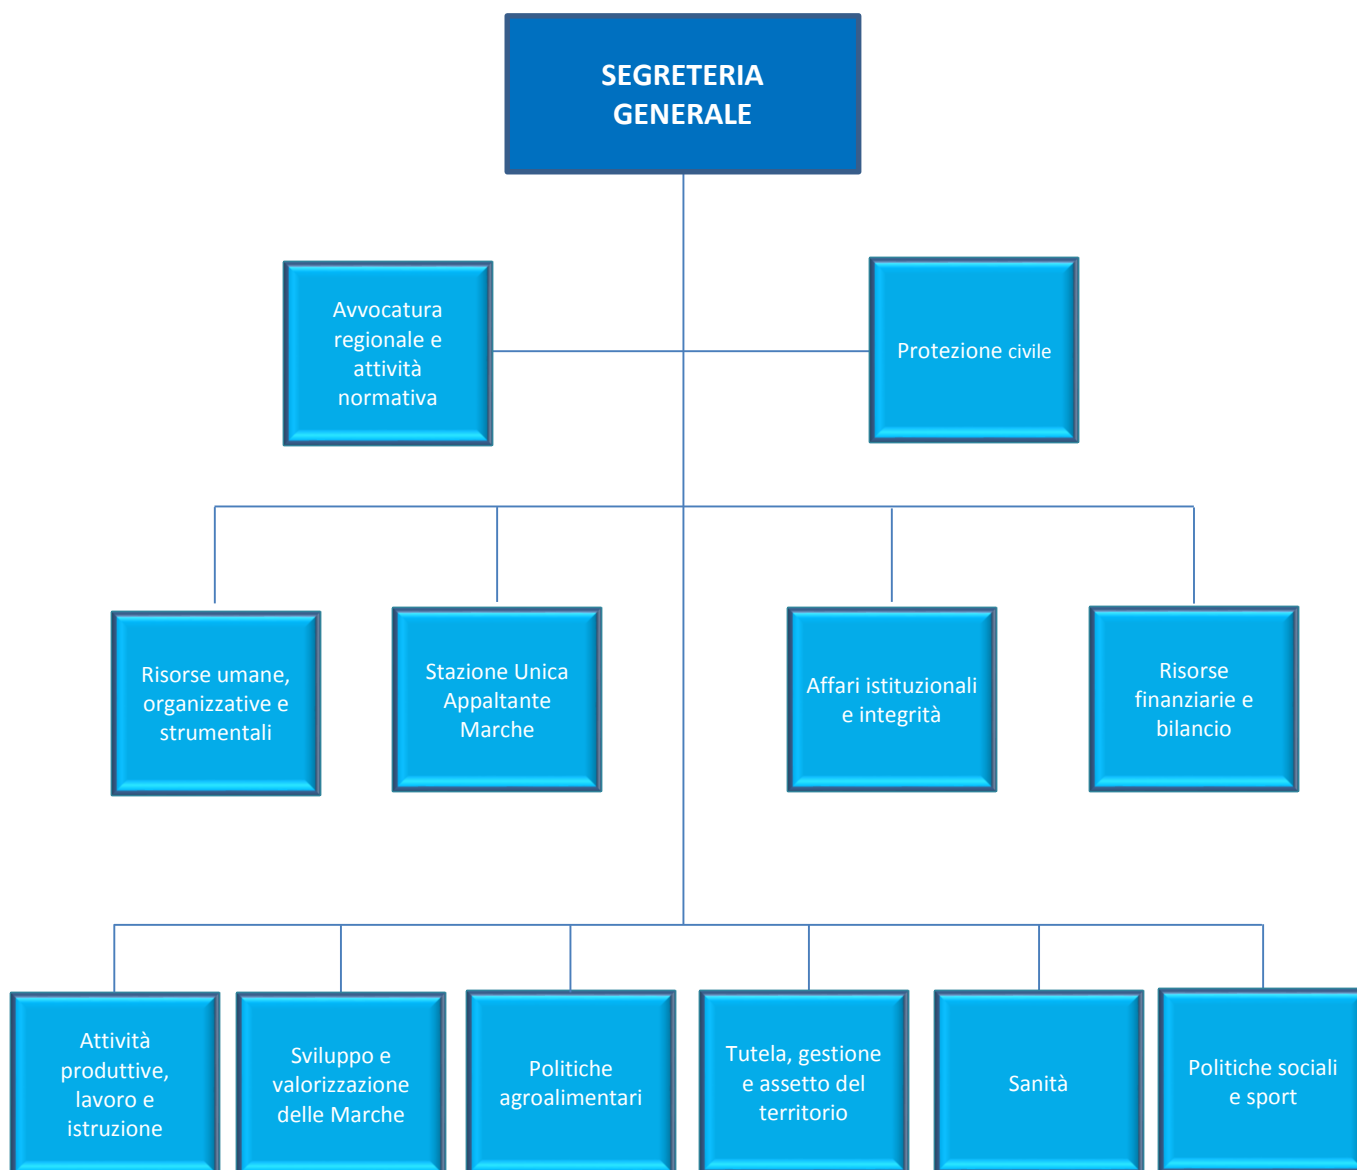 SEGRETERIA
GENERALE
Avvocatura
regionale e
attività
normativa
Protezione civile
Risorse umane,
organizzative e
strumentali
Stazione Unica
Appaltante
Marche
Affari istituzionali
e integrità
Risorse
finanziarie e
bilancio
Attività
produttive,
lavoro e
istruzione
Sviluppo e
valorizzazione
delle Marche
Politiche
agroalimentari
Tutela, gestione
e assetto del
territorio
Sanità
Politiche sociali
e sport